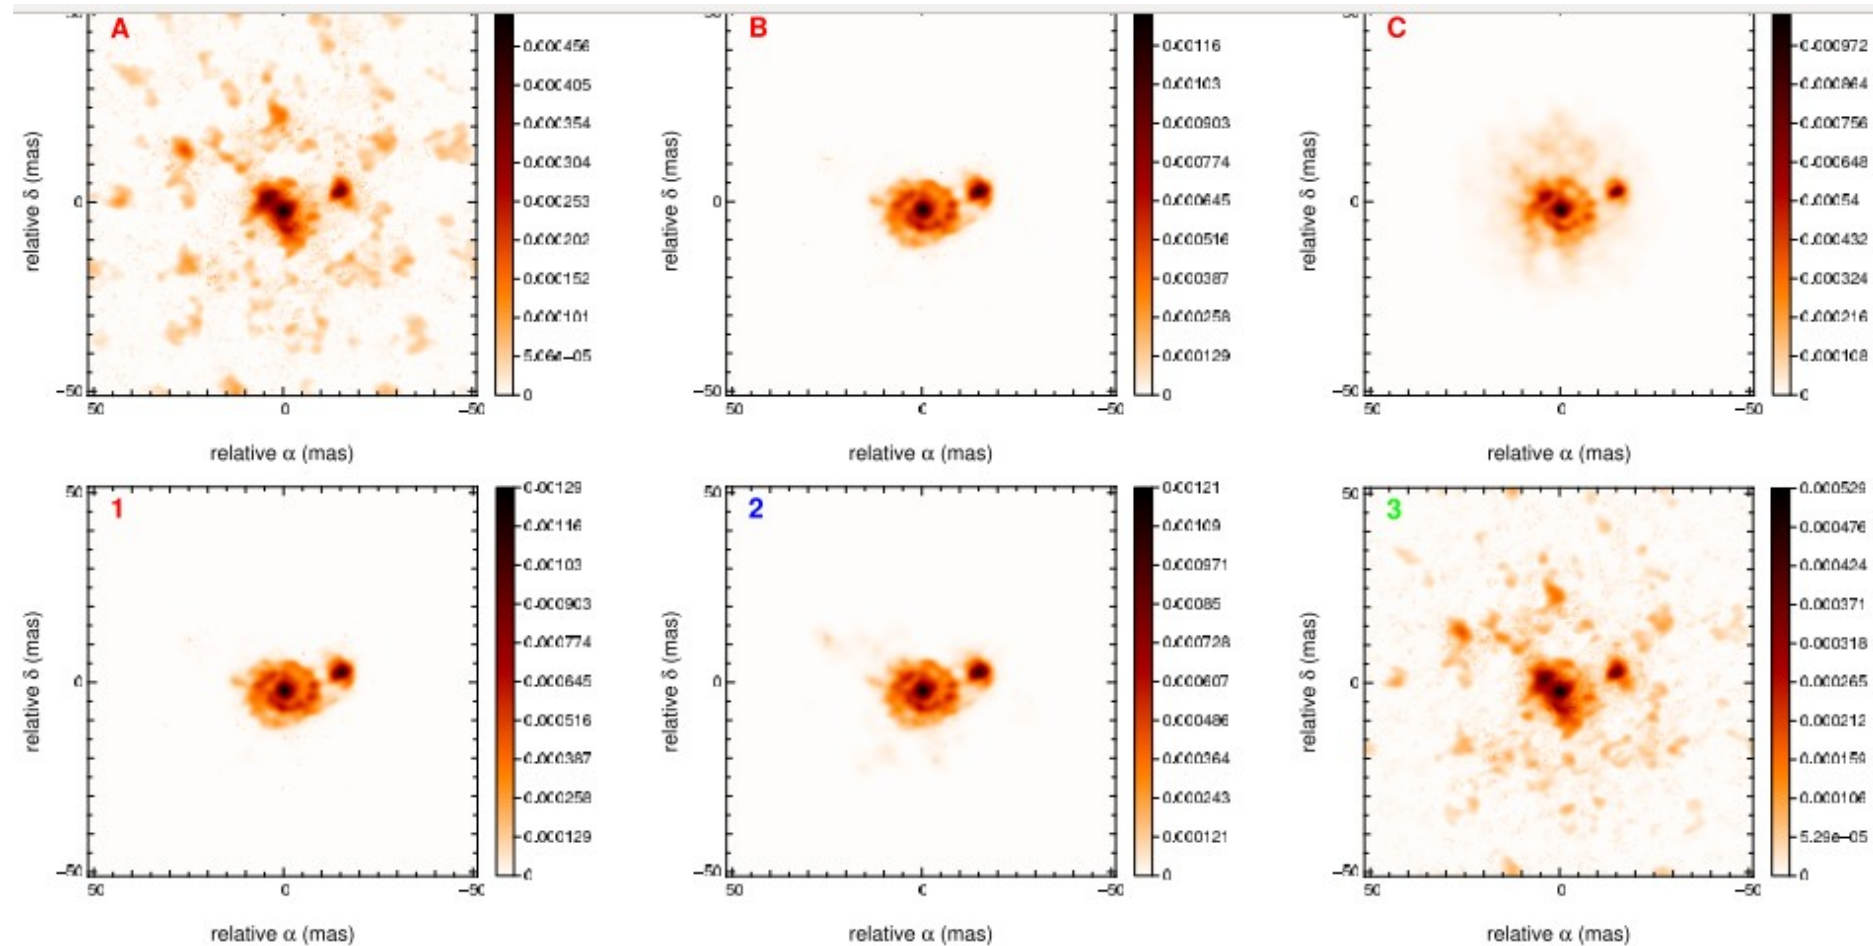 A B C
0.000456 0.00116 0.000972
0.000405 0.00103 0.000864
0.000354 0.000903 0.000756
0.000304 0.000774 0.000648
0.000253 0.000645 0.00054
0.000202 0.000516 0.000432
0.000152 0.000387 0.000324
0.000101 0.000258 0.000216
5.06e−05 0.000129 0.000108
0 0 0
relative δ (mas) relative δ (mas) relative δ (mas)
0 0 0
−50 −50 −50
50 0 −50 50 0 −50 50 0 −50
relative α (mas) relative α (mas) relative α (mas)
1 2 3
50 50 50
0.00129 0.00121 0.000529
0.00116 0.00109 0.000476
0.00103 0.000971 0.000424
0.000903 0.00085 0.000371
0.000774 0.000728 0.000318
0.000645 0.000607 0.000265
0.000516 0.000486 0.000212
0.000387 0.000364 0.000159
0.000258 0.000243 0.000106
0.000129 0.000121 5.29e−05
0 0 0
relative δ (mas) relative δ (mas) relative δ (mas)
0 0 0
−50 −50 −50
50 0 −50 50 0 −50 50 0 −50
relative α (mas) relative α (mas) relative α (mas)